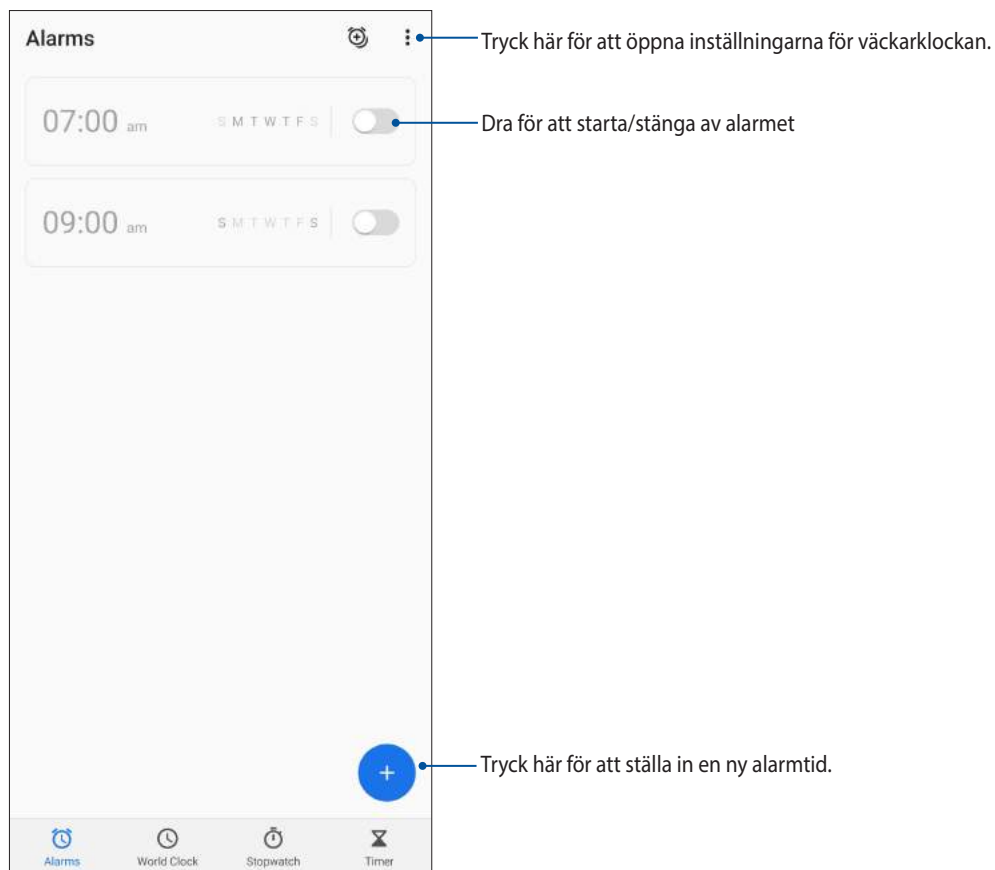 Alarms
Tryck här för att öppna inställningarna för väckarklockan.
07:00 am S M T W T F S
Dra för att starta/stänga av alarmet
09:00 am S M T W T F S
Tryck här för att ställa in en ny alarmtid.
Alarms World Clock Stopwatch Timer